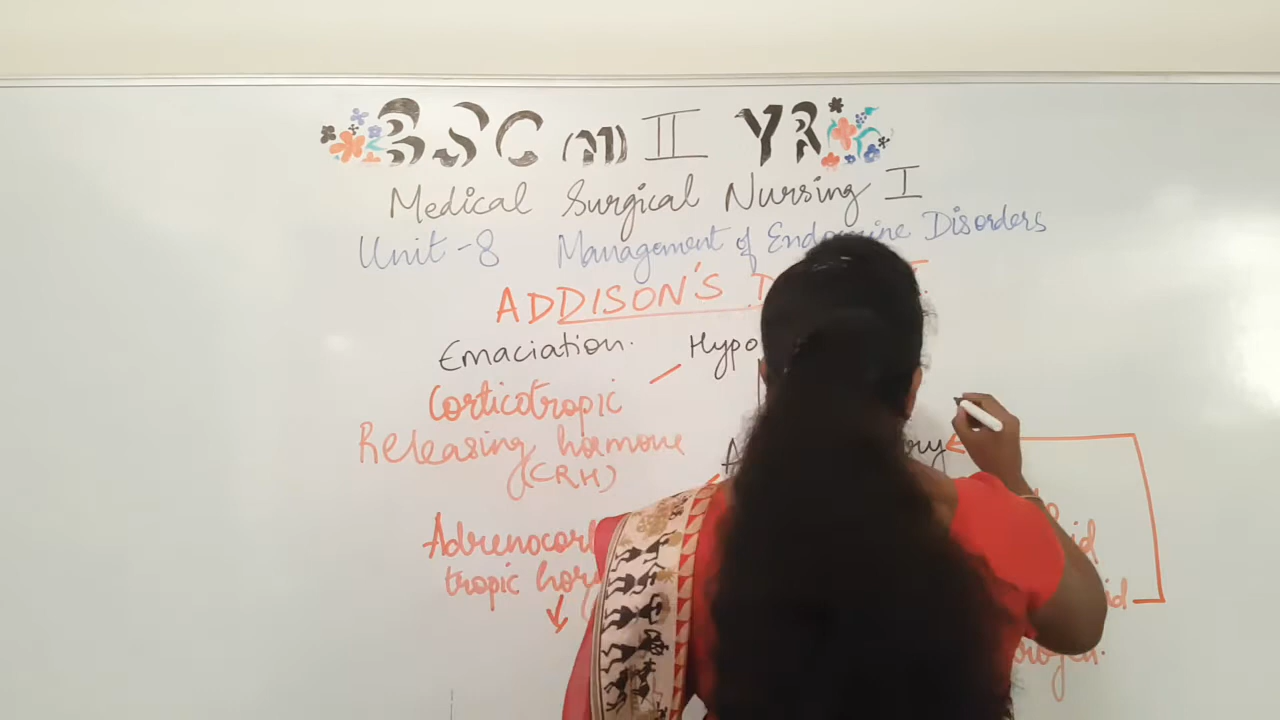 BSC (N) II YR
Medical Surgical Nursing I
Unit-8 Management of Endocrine Disorders
ADDISON'S
Emaciation. Hypo
Corticotropic
Releasing hormone
(CRH)
Adrenocort
tropic hor